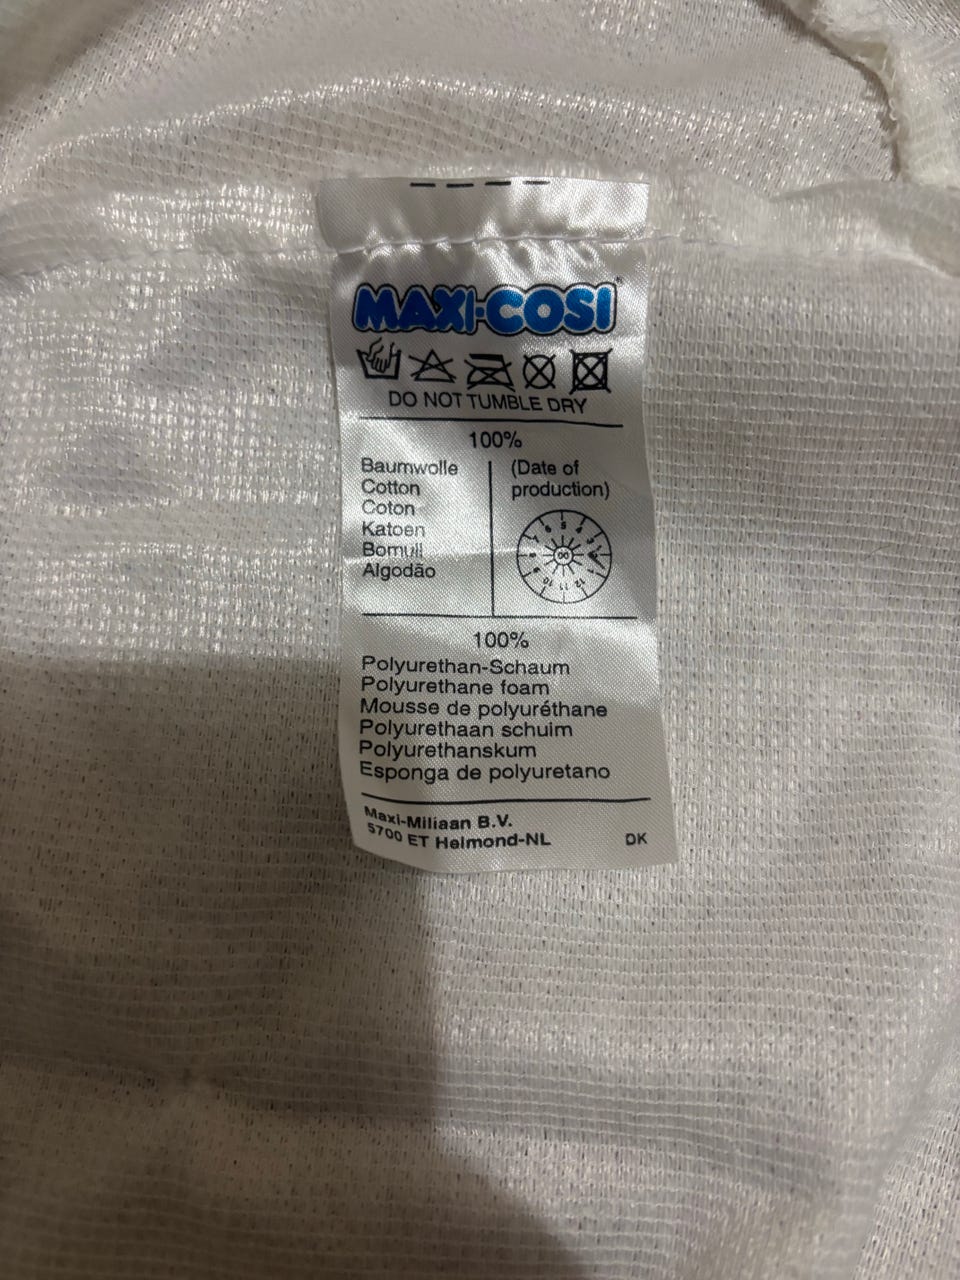 MAXI-COSI®
DO NOT TUMBLE DRY
100%
Baumwolle
Cotton
Coton
Katoen
Bomull
Algodão
(Date of
production)
100%
Polyurethan-Schaum
Polyurethane foam
Mousse de polyuréthane
Polyurethaan schuim
Polyurethanskum
Esponga de polyuretano
Maxi-Miliaan B.V.
5700 ET Helmond-NL
DK